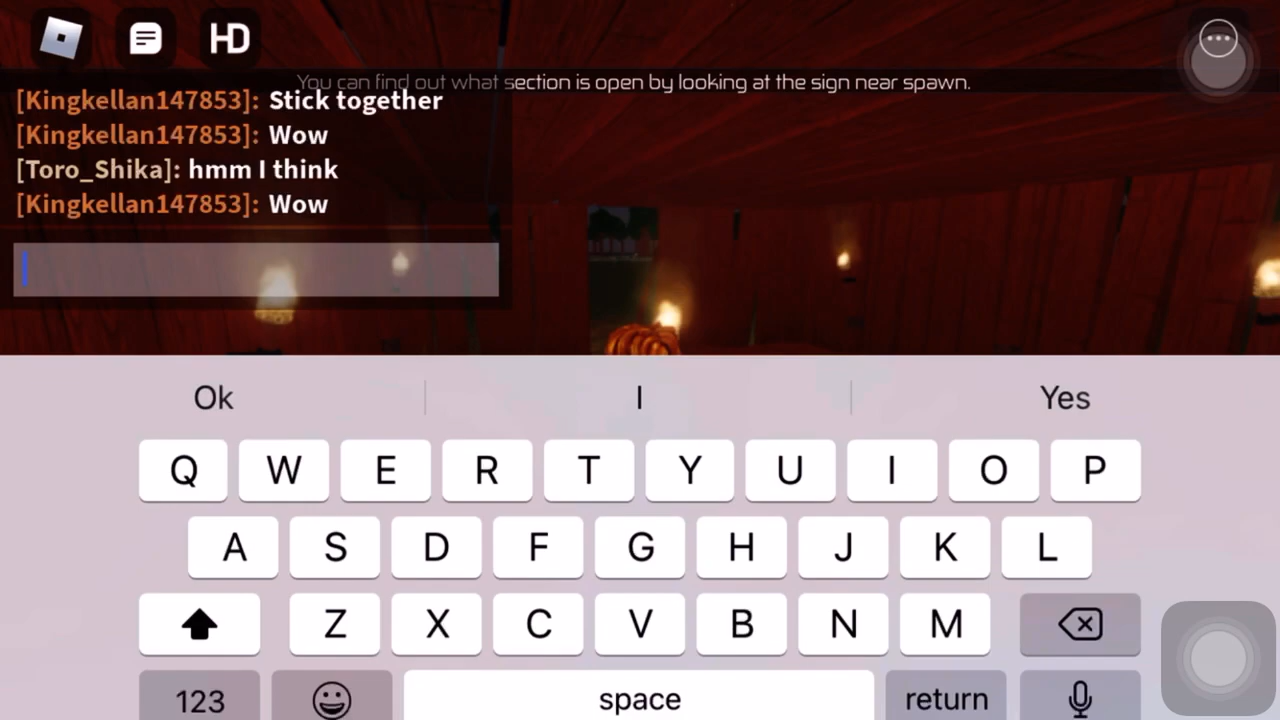 HD
You can find out what section is open by looking at the sign near spawn.
[Kingkellan147853]: Stick together
[Kingkellan147853]: Wow
[Toro_Shika]: hmm I think
[Kingkellan147853]: Wow
Ok I Yes
Q W E R T Y U I O P
A S D F G H J K L
Z X C V B N M
123 space return